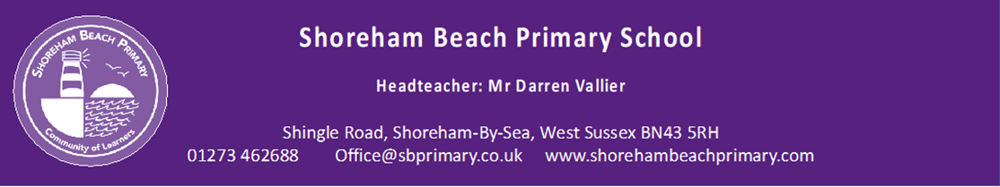 Shoreham Beach Primary
Community of Learners
Shoreham Beach Primary School
Headteacher: Mr Darren Vallier
Shingle Road, Shoreham-By-Sea, West Sussex BN43 5RH
01273 462688 Office@sbprimary.co.uk www.shorehambeachprimary.com